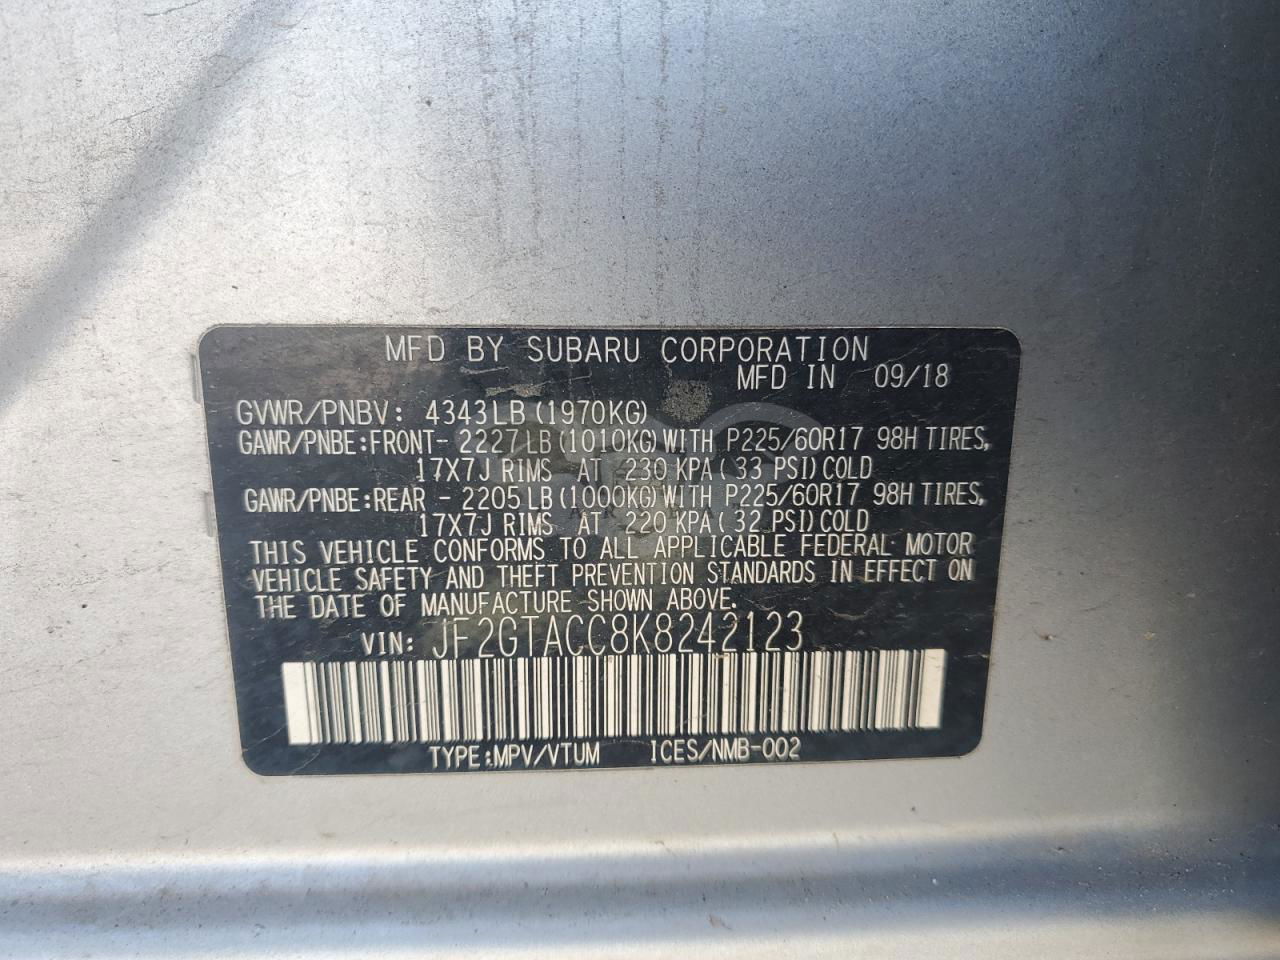 MFD BY SUBARU CORPORATION
MFD IN 09/18
GVWR/PNBV: 4343LB(1970KG)
GAWR/PNBE:FRONT- 2227LB(1010KG)WITH P225/60R17 98H TIRES,
17X7J RIMS AT 230 KPA(33 PSI)COLD
GAWR/PNBE:REAR - 2205LB(1000KG)WITH P225/60R17 98H TIRES,
17X7J RIMS AT 220 KPA(32 PSI)COLD
THIS VEHICLE CONFORMS TO ALL APPLICABLE FEDERAL MOTOR
VEHICLE SAFETY AND THEFT PREVENTION STANDARDS IN EFFECT ON
THE DATE OF MANUFACTURE SHOWN ABOVE.
VIN: JF2GTACC8K8242123
TYPE:MPV/VTUM ICES/NMB-002